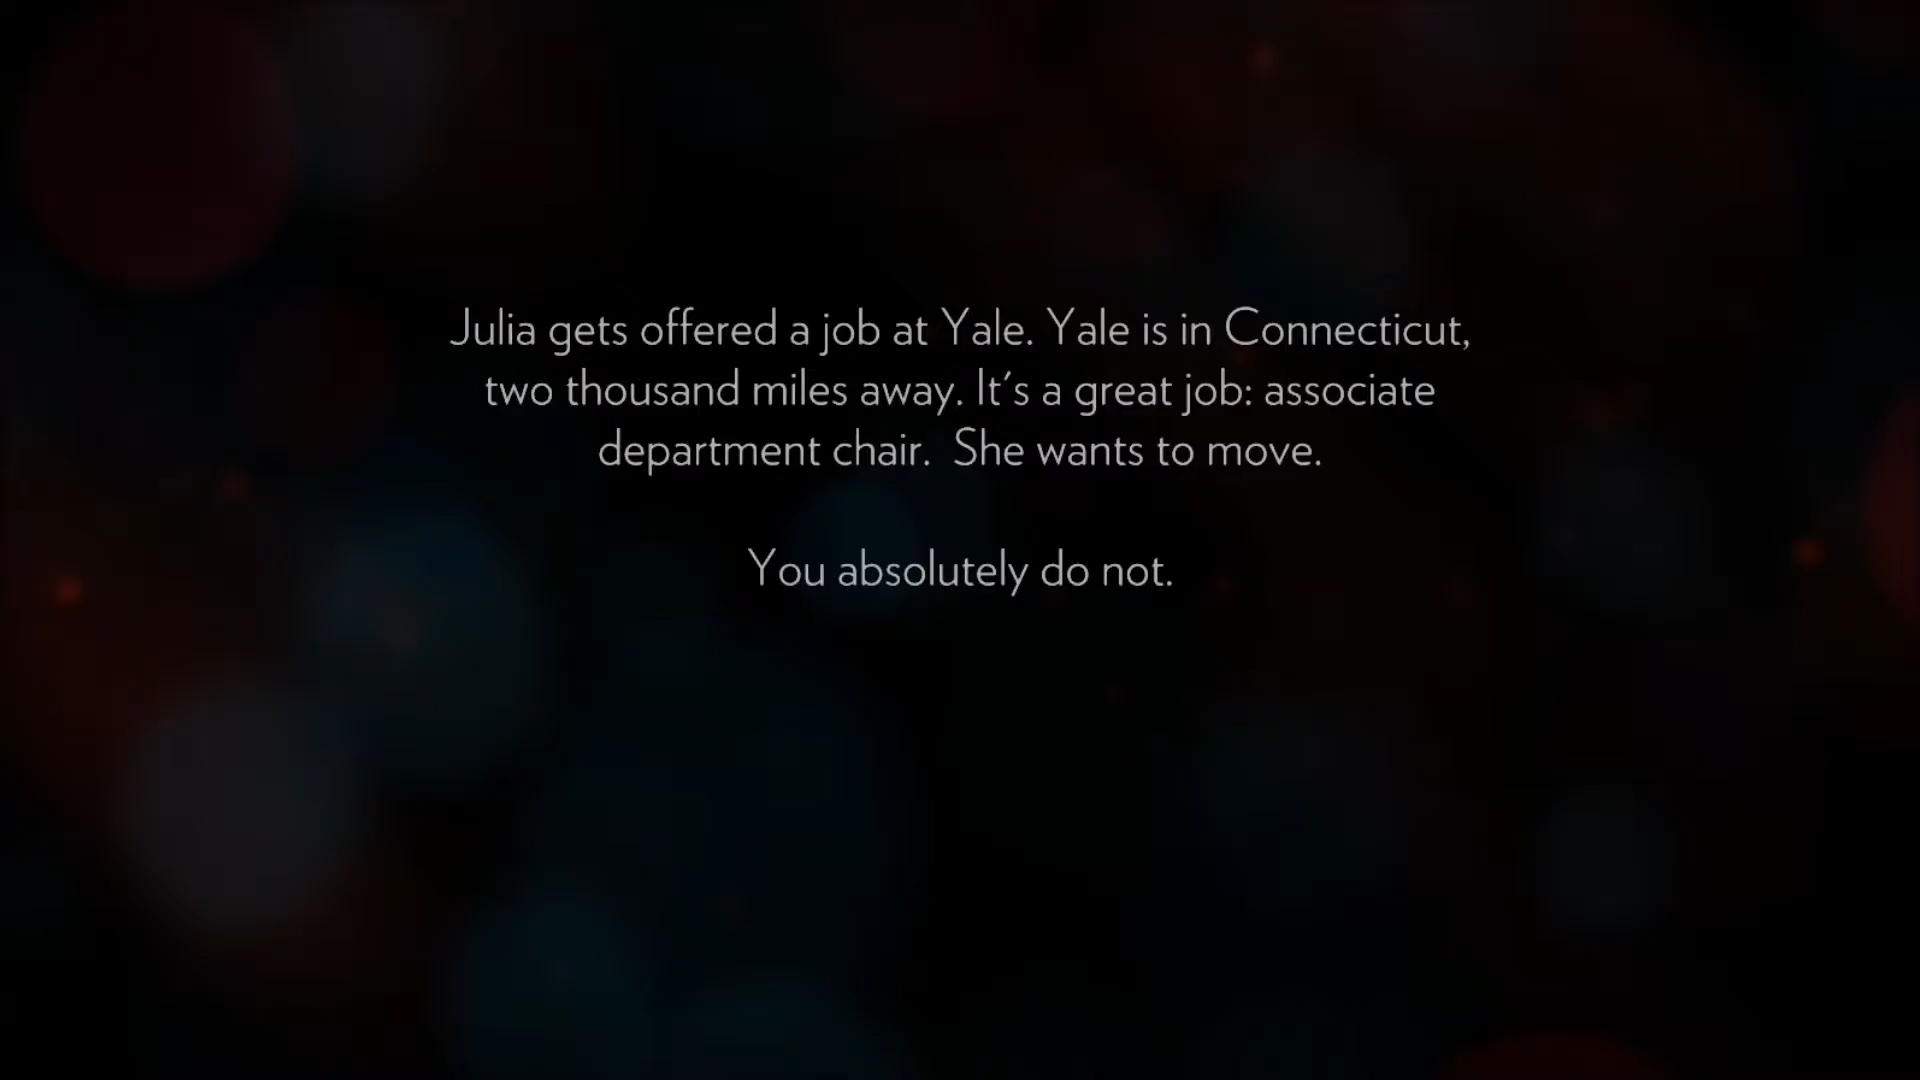 Julia gets offered a job at Yale. Yale is in Connecticut,
two thousand miles away. It's a great job: associate
department chair.  She wants to move.
You absolutely do not.